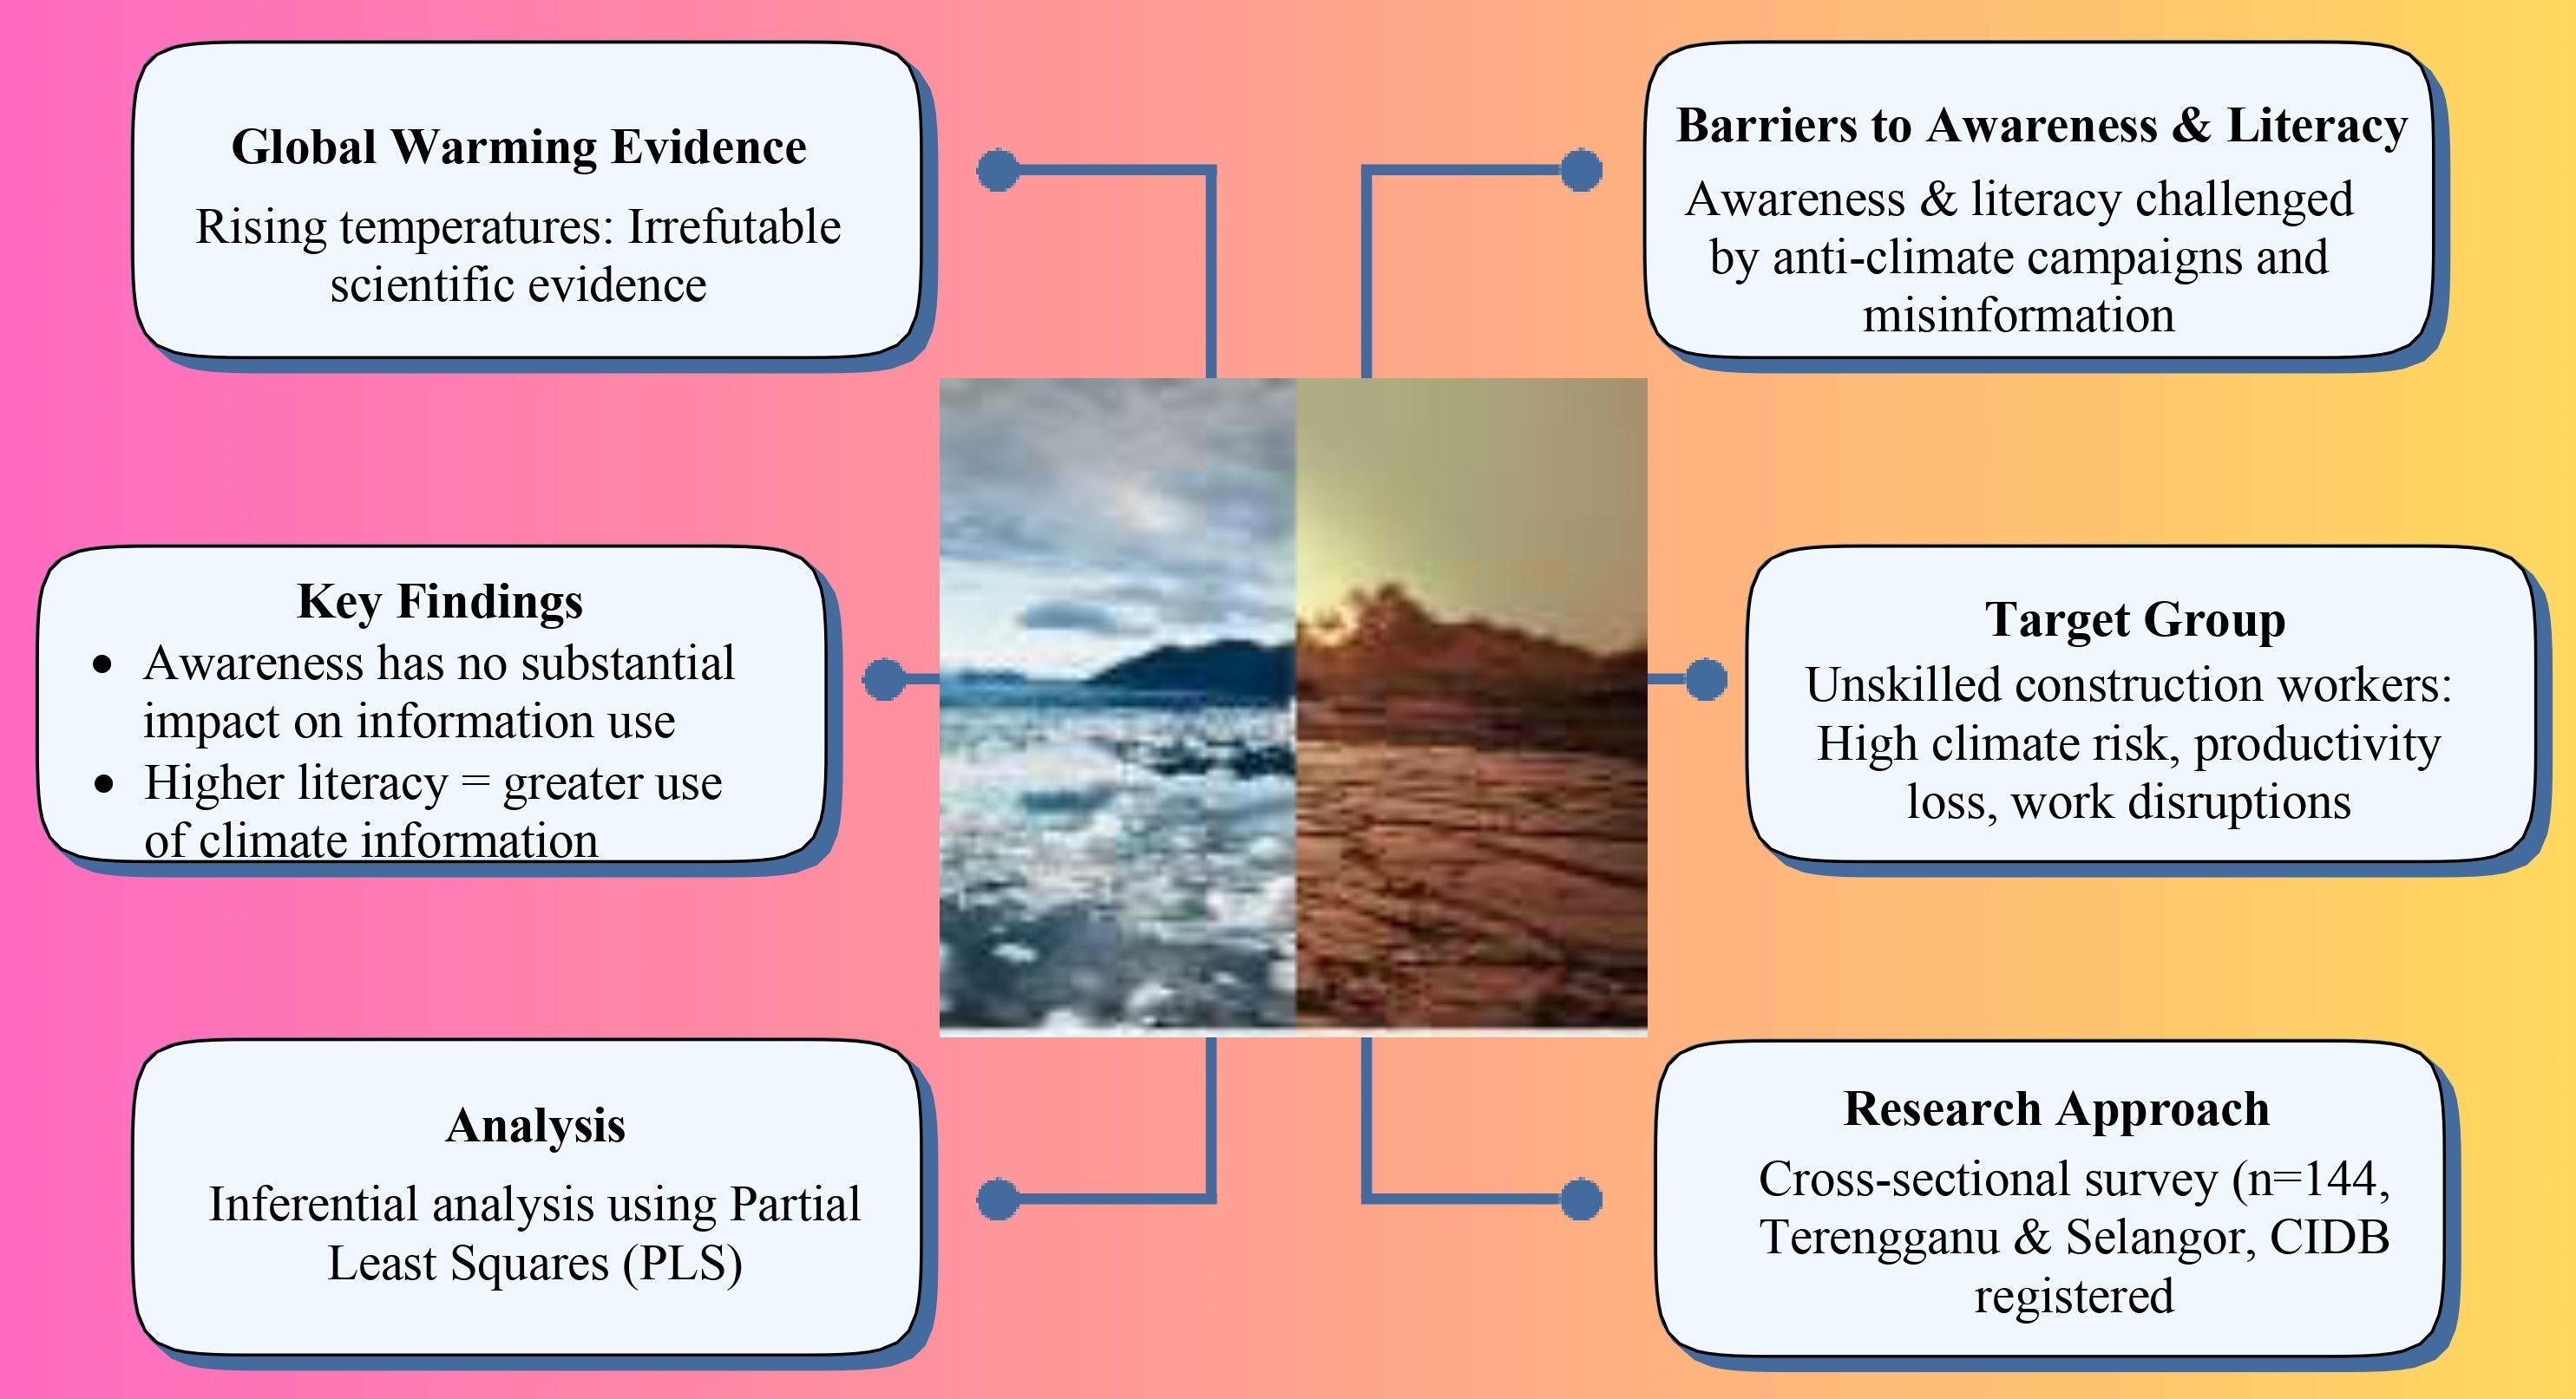 Global Warming Evidence
Rising temperatures: Irrefutable
scientific evidence
Barriers to Awareness & Literacy
Awareness & literacy challenged
by anti-climate campaigns and
misinformation
Key Findings
• Awareness has no substantial
impact on information use
• Higher literacy = greater use
of climate information
Target Group
Unskilled construction workers:
High climate risk, productivity
loss, work disruptions
Analysis
Inferential analysis using Partial
Least Squares (PLS)
Research Approach
Cross-sectional survey (n=144,
Terengganu & Selangor, CIDB
registered